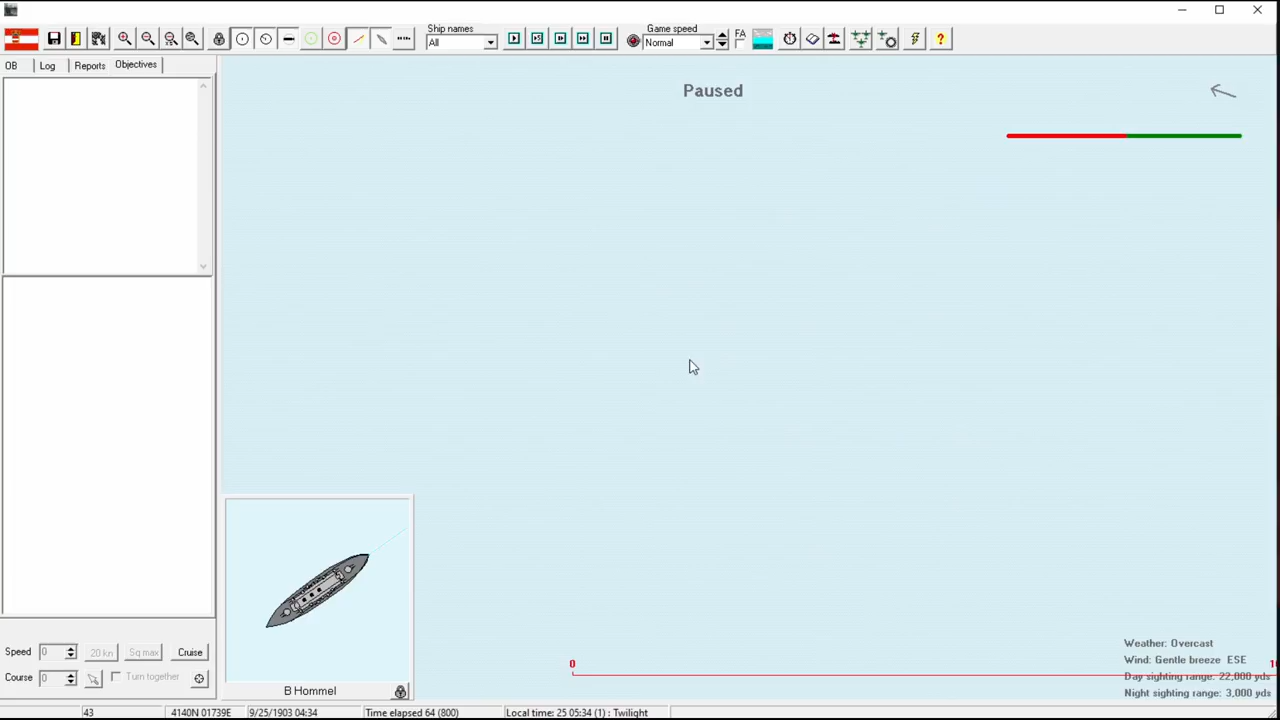 Ship names
Game speed
All
Normal
FA
OB Log Reports Objectives
Paused
Speed 0 20 kn Sq max Cruise
Course 0 Turn together
B Hommel
0
Weather: Overcast
Wind: Gentle breeze ESE
Day sighting range: 22,000 yds
Night sighting range: 3,000 yds
43 4140N 01739E 9/25/1903 04:34 Time elapsed 64 (800) Local time: 25 05:34 (1) : Twilight